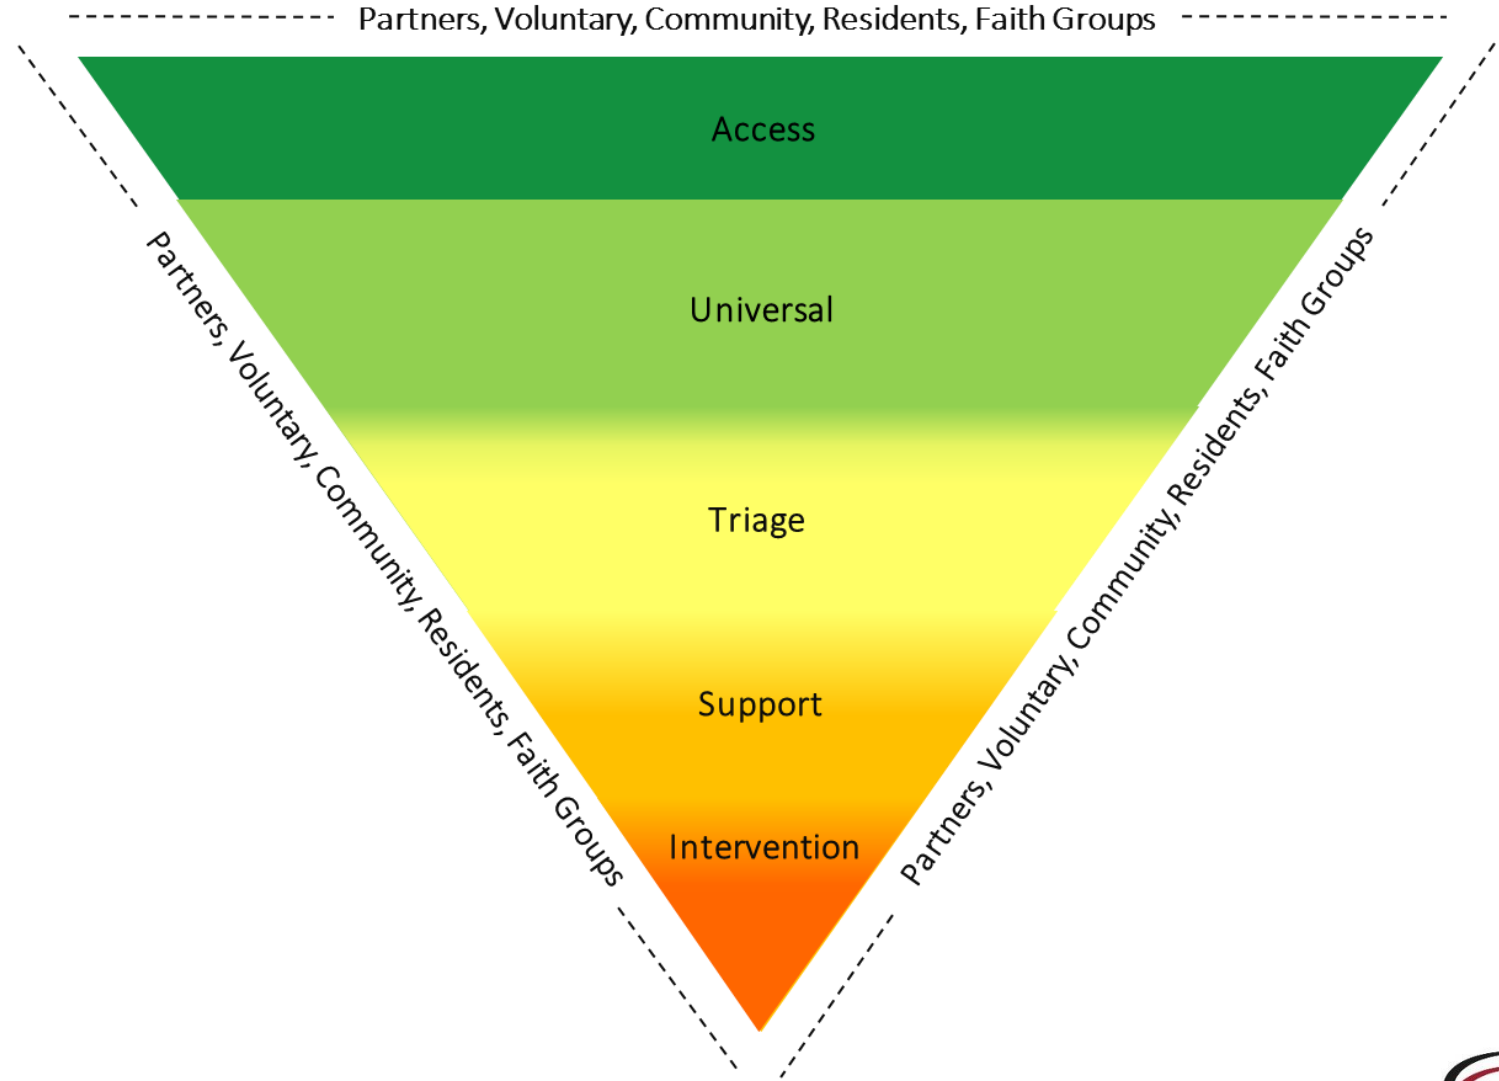 Partners, Voluntary, Community, Residents, Faith Groups
Access
Universal
Triage
Support
Intervention
Partners, Voluntary, Community, Residents, Faith Groups
Partners, Voluntary, Community, Residents, Faith Groups